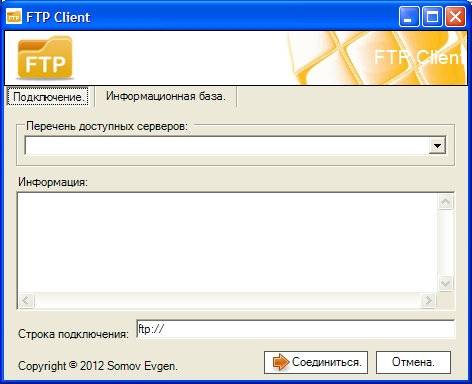 FTP Client
FTP
FTP Client
Подключение.
Информационная база.
Перечень доступных серверов:
Информация:
Строка подключения:
ftp://
Copyright © 2012 Somov Evgen.
Соединиться.
Отмена.